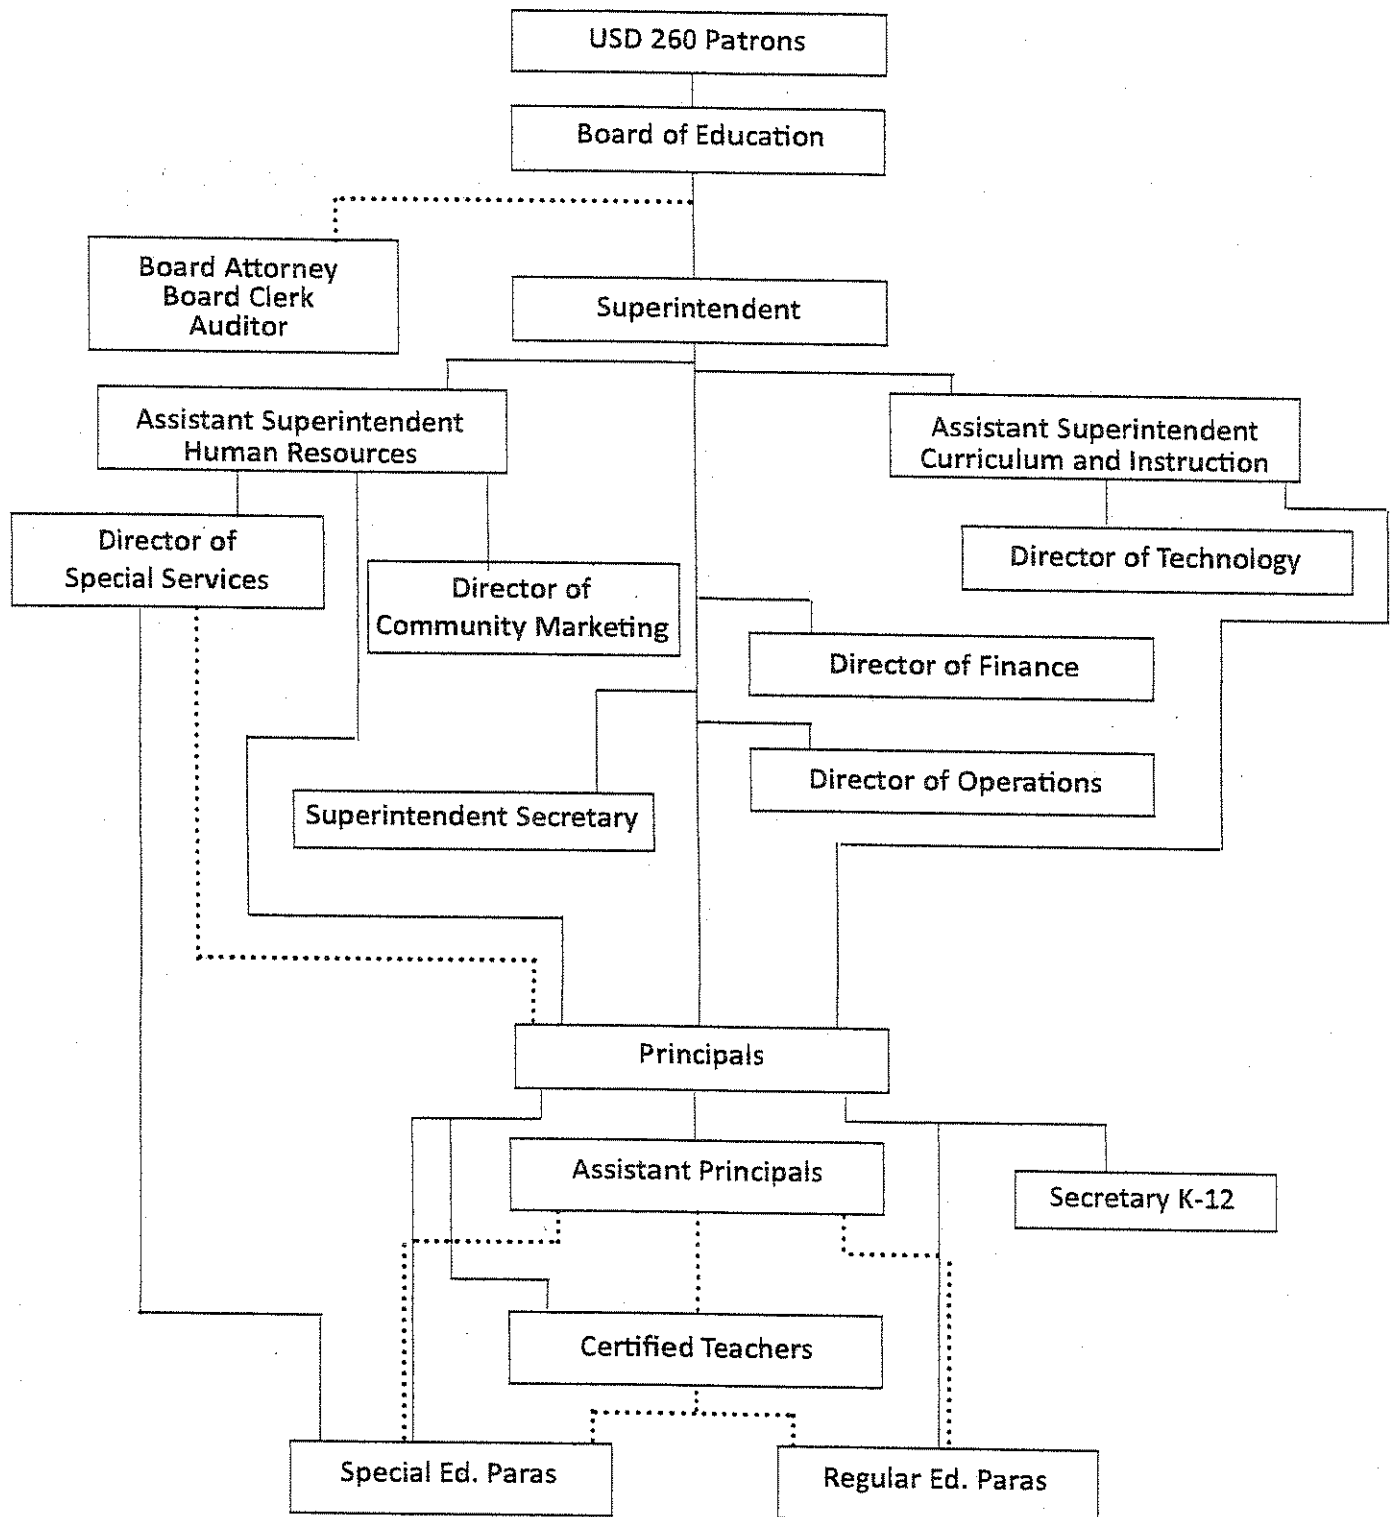 USD 260 Patrons
Board of Education
Board Attorney
Board Clerk
Auditor
Superintendent
Assistant Superintendent
Human Resources
Assistant Superintendent
Curriculum and Instruction
Director of
Special Services
Director of
Community Marketing
Director of Technology
Director of Finance
Director of Operations
Superintendent Secretary
Principals
Assistant Principals
Secretary K-12
Certified Teachers
Special Ed. Paras
Regular Ed. Paras